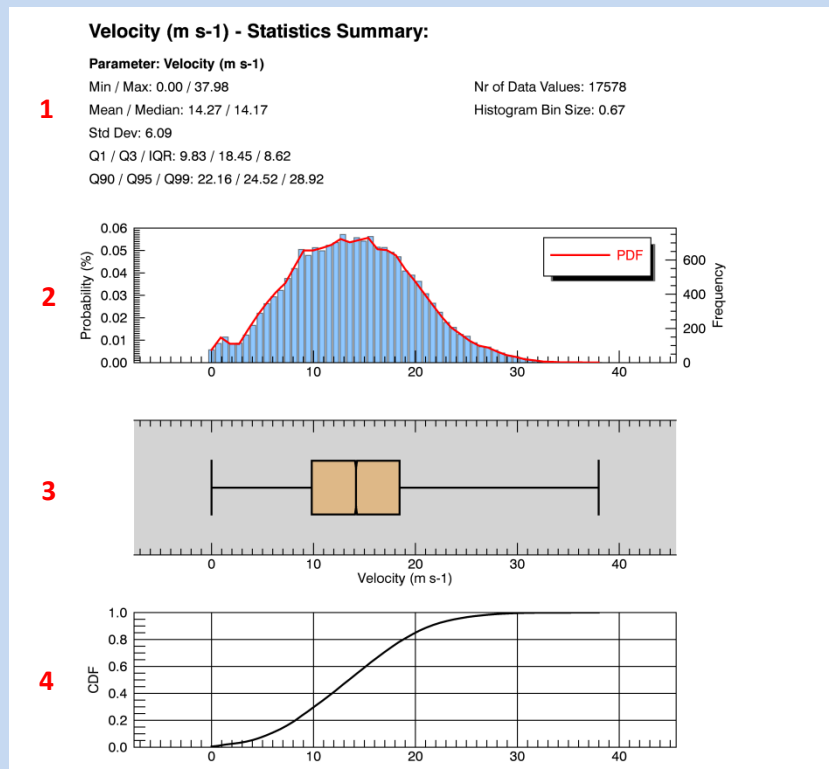 Velocity (m s-1) - Statistics Summary:
Parameter: Velocity (m s-1)
Min / Max: 0.00 / 37.98
Nr of Data Values: 17578
1
Mean / Median: 14.27 / 14.17
Histogram Bin Size: 0.67
Std Dev: 6.09
Q1 / Q3 / IQR: 9.83 / 18.45 / 8.62
Q90 / Q95 / Q99: 22.16 / 24.52 / 28.92
2
Probability (%)
0.06
0.05
0.04
0.03
0.02
0.01
0.00
PDF
600
400
200
0
Frequency
0 10 20 30 40
3
0 10 20 30 40
Velocity (m s-1)
4
CDF
1.0
0.8
0.6
0.4
0.2
0.0
0 10 20 30 40